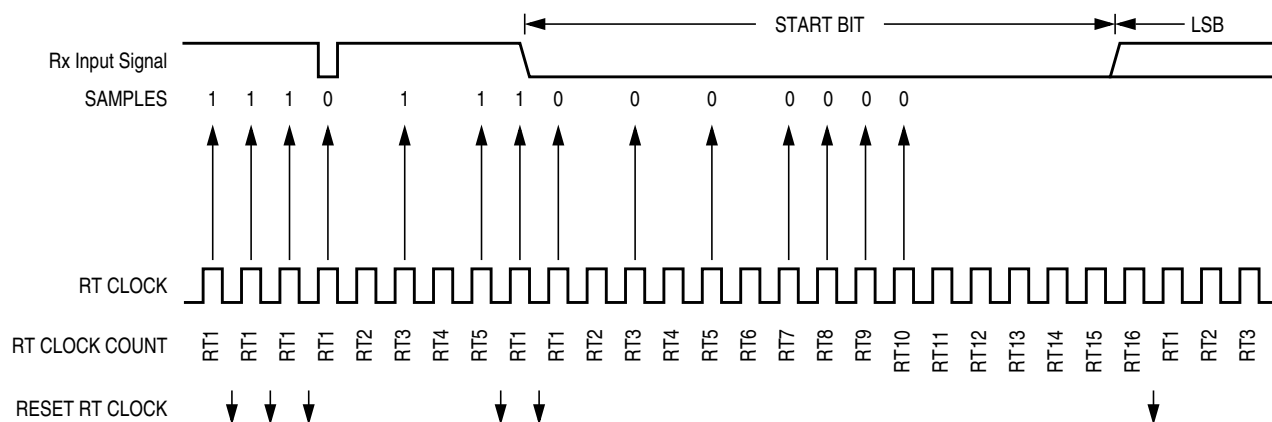 START BIT LSB
Rx Input Signal
SAMPLES 1 1 1 0 1 1 1 0 0 0 0 0 0 0
RT CLOCK
RT CLOCK COUNT RT1 RT1 RT1 RT1 RT2 RT3 RT4 RT5 RT1 RT1 RT2 RT3 RT4 RT5 RT6 RT7 RT8 RT9 RT10 RT11 RT12 RT13 RT14 RT15 RT16 RT1 RT2 RT3
RESET RT CLOCK